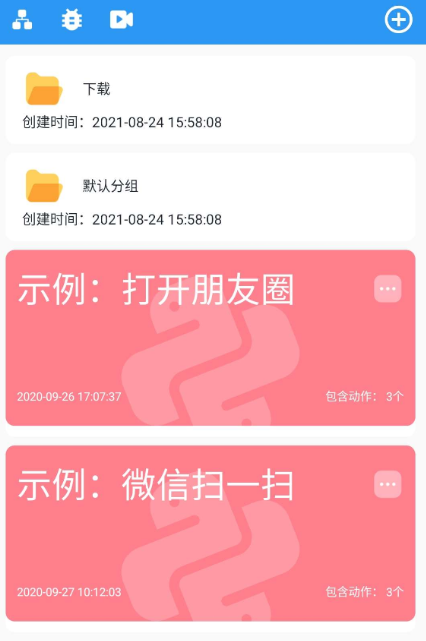 下载
创建时间：2021-08-24 15:58:08
默认分组
创建时间：2021-08-24 15:58:08
示例：打开朋友圈
2020-09-26 17:07:37 包含动作： 3个
示例：微信扫一扫
2020-09-27 10:12:03 包含动作： 3个